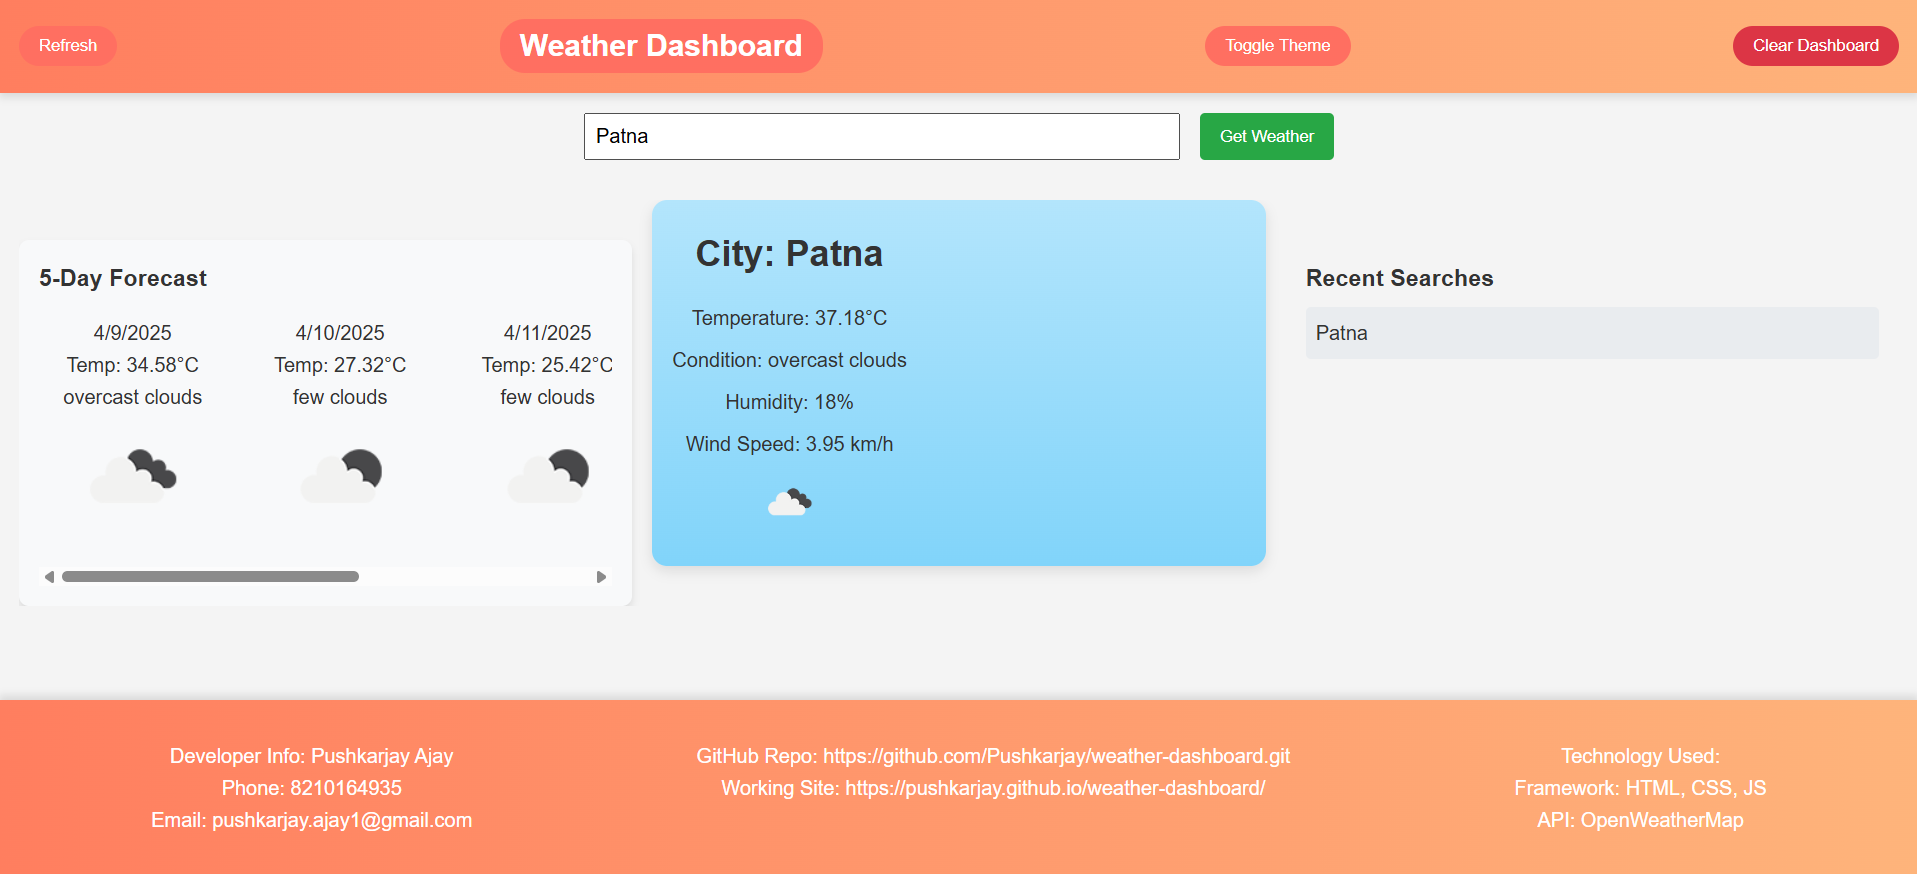 Refresh
Weather Dashboard
Toggle Theme
Clear Dashboard
Patna
Get Weather
5-Day Forecast
4/9/2025
Temp: 34.58°C
overcast clouds
4/10/2025
Temp: 27.32°C
few clouds
4/11/2025
Temp: 25.42°C
few clouds
City: Patna
Temperature: 37.18°C
Condition: overcast clouds
Humidity: 18%
Wind Speed: 3.95 km/h
Recent Searches
Patna
Developer Info: Pushkarjay Ajay
Phone: 8210164935
Email: pushkarjay.ajay1@gmail.com
GitHub Repo: https://github.com/Pushkarjay/weather-dashboard.git
Working Site: https://pushkarjay.github.io/weather-dashboard/
Technology Used:
Framework: HTML, CSS, JS
API: OpenWeatherMap